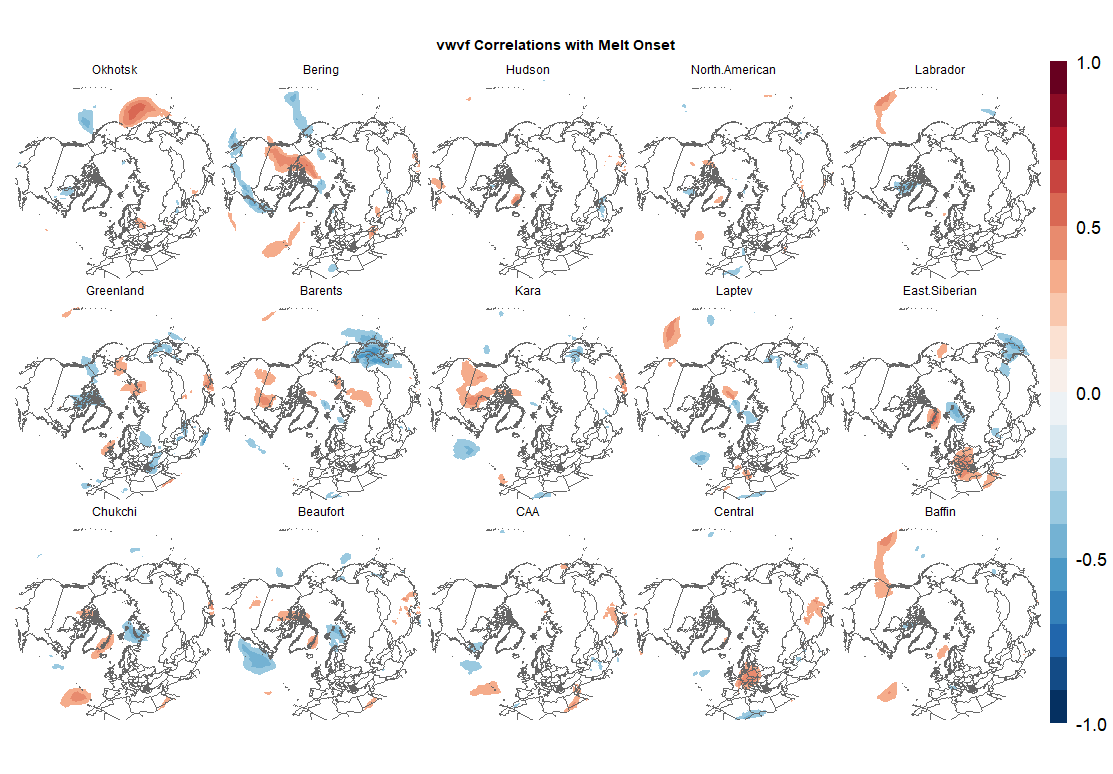 vwvf Correlations with Melt Onset
Okhotsk Bering Hudson North.American Labrador
Greenland Barents Kara Laptev East.Siberian
Chukchi Beaufort CAA Central Baffin
1.0
0.5
0.0
-0.5
-1.0